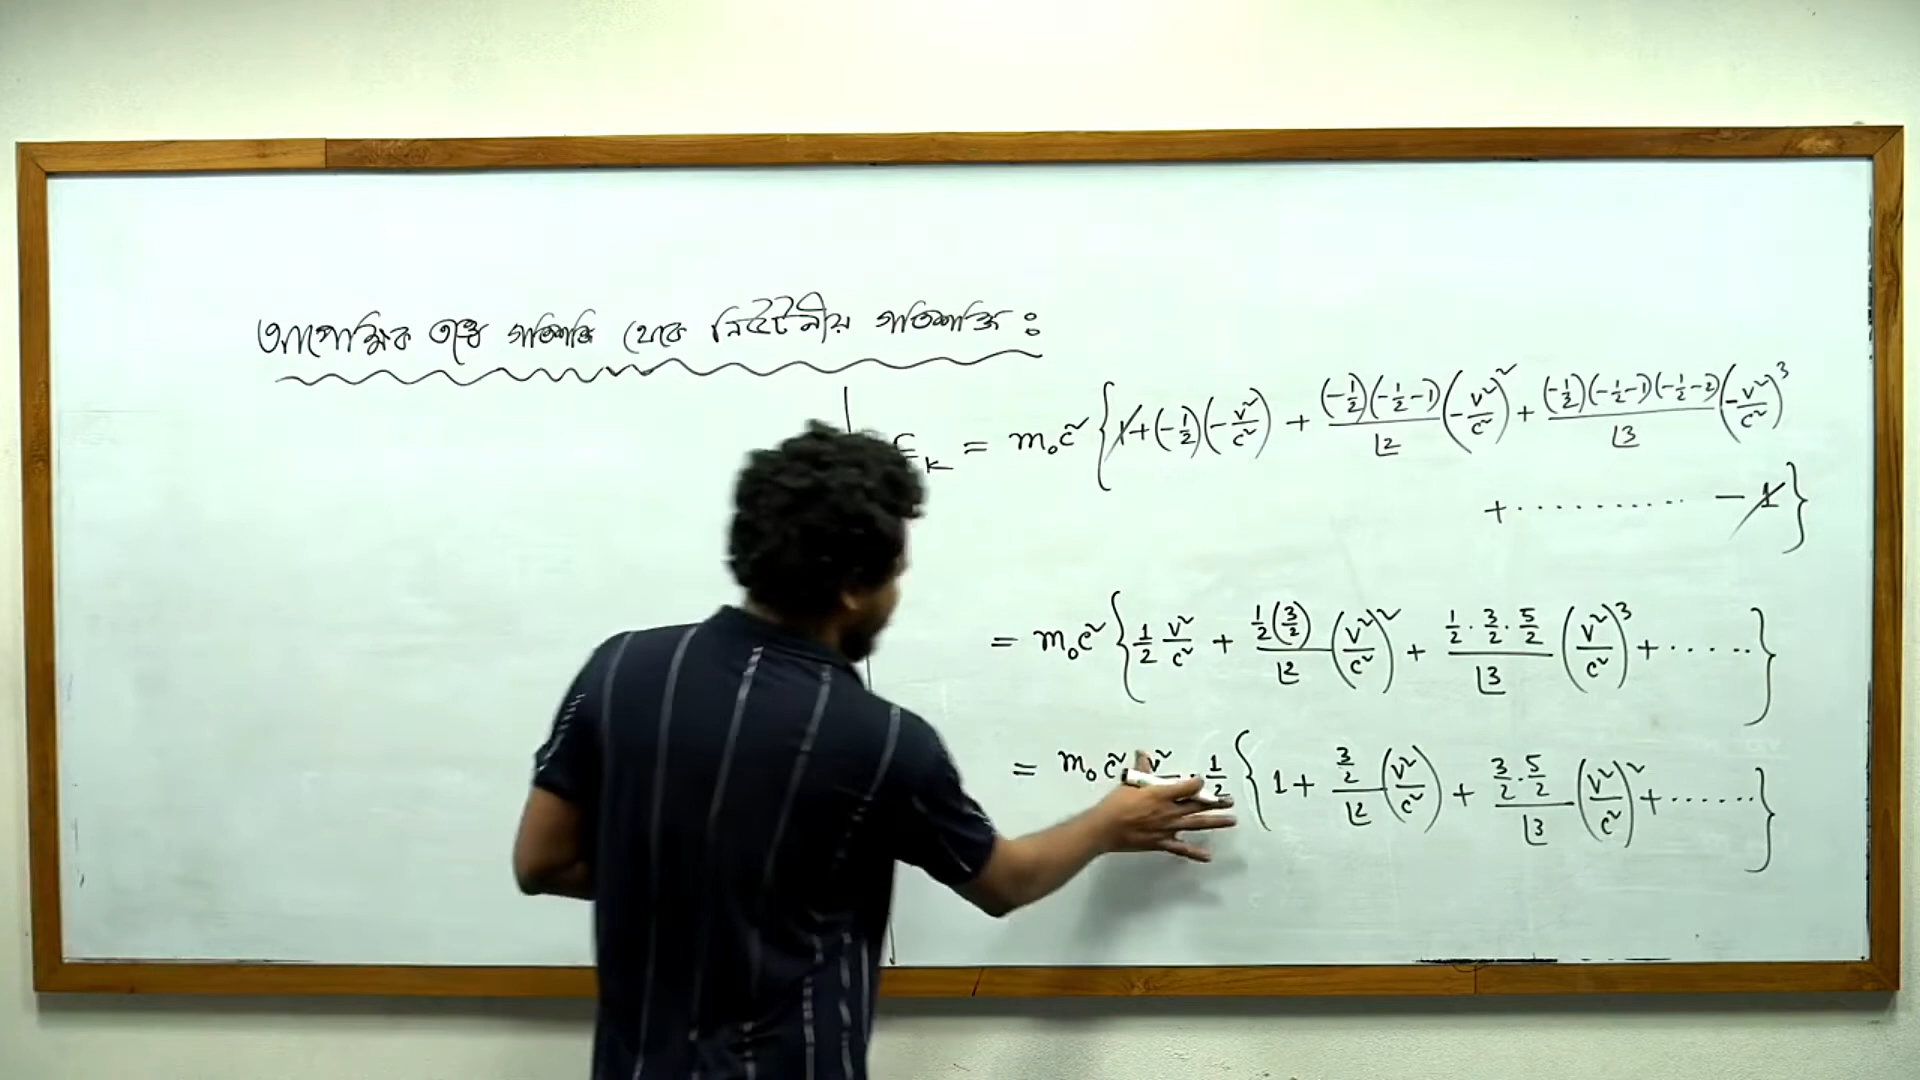 আপেক্ষিক তত্ত্বে গতিশক্তি থেকে নিউটনীয় গতিশক্তি :
E_K = m₀c² { 1 + (-1/2)(-v²/c²) + (-1/2)(-1/2-1)/⌊2 (-v²/c²)² + (-1/2)(-1/2-1)(-1/2-2)/⌊3 (-v²/c²)³
+ .......... - 1 }
= m₀c² { 1/2 v²/c² + 1/2(3/2)/⌊2 (v²/c²)² + 1/2 · 3/2 · 5/2/⌊3 (v²/c²)³ + ..... }
= m₀c² v² · 1/2 { 1 + 3/2/⌊2 (v²/c²) + 3/2 · 5/2/⌊3 (v²/c²)² + ...... }